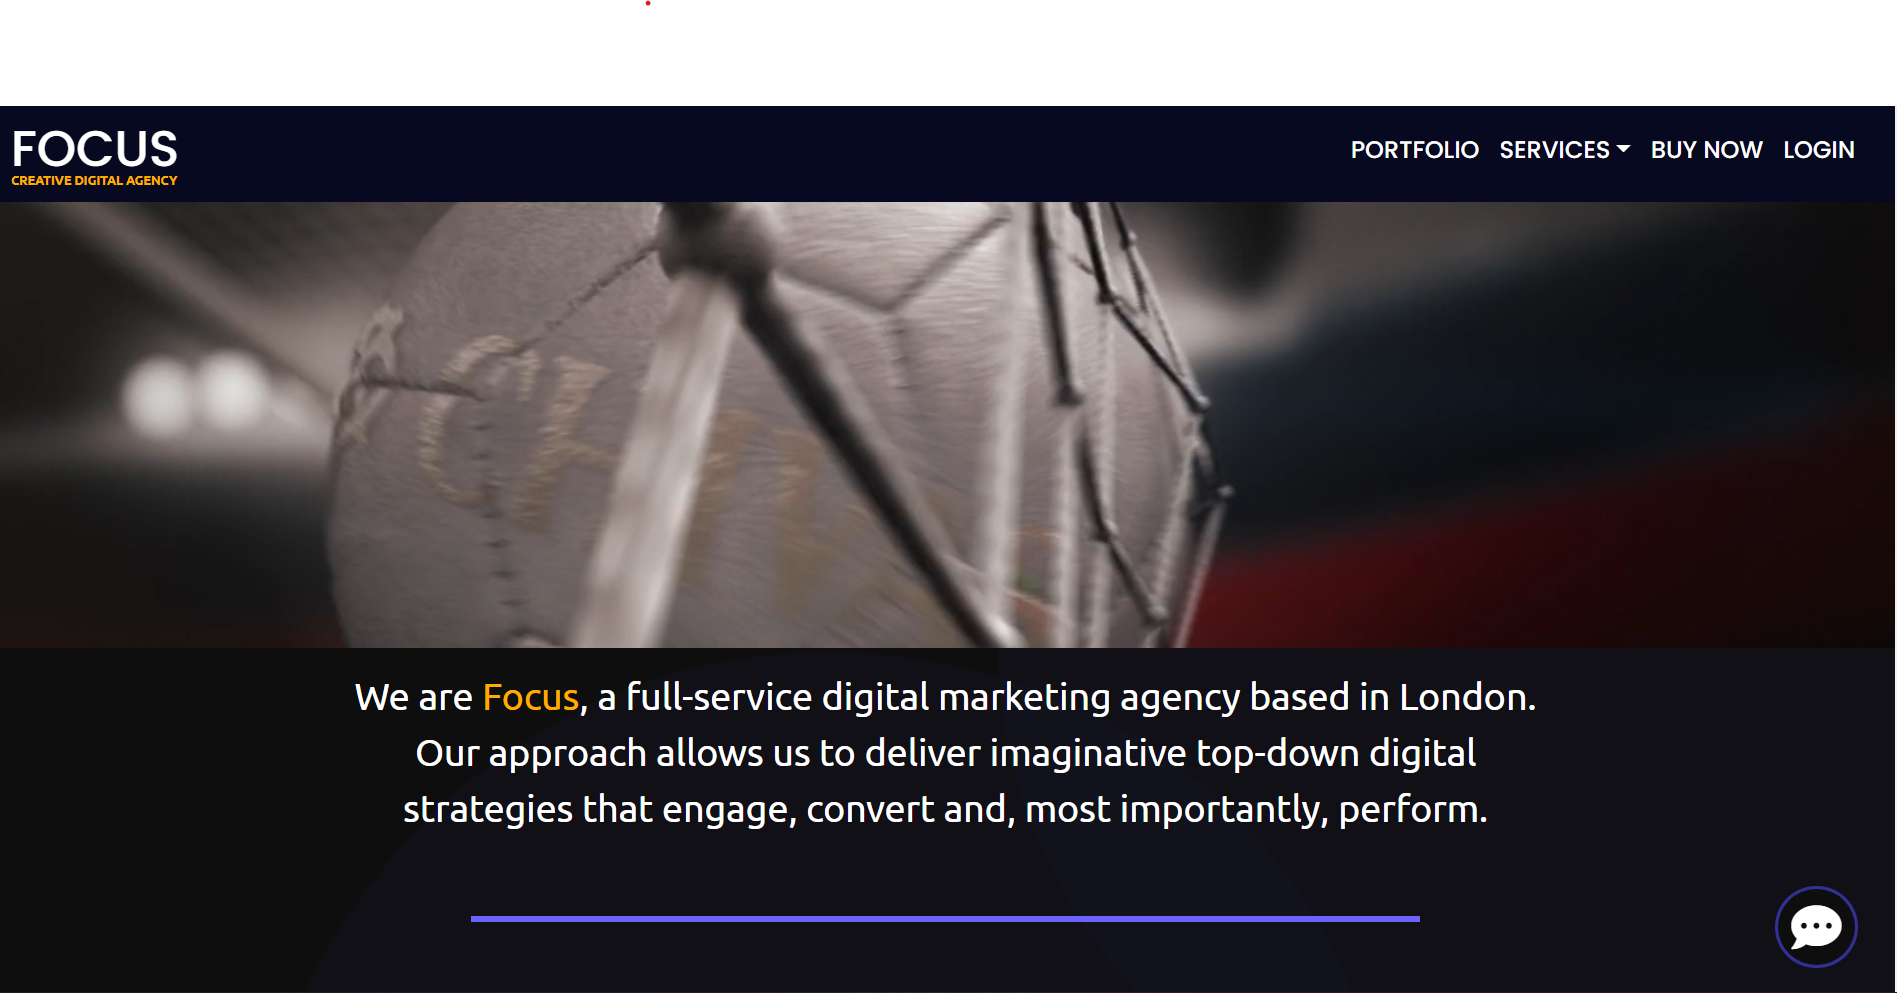 FOCUS
CREATIVE DIGITAL AGENCY
PORTFOLIO SERVICES BUY NOW LOGIN
We are Focus, a full-service digital marketing agency based in London.
Our approach allows us to deliver imaginative top-down digital
strategies that engage, convert and, most importantly, perform.